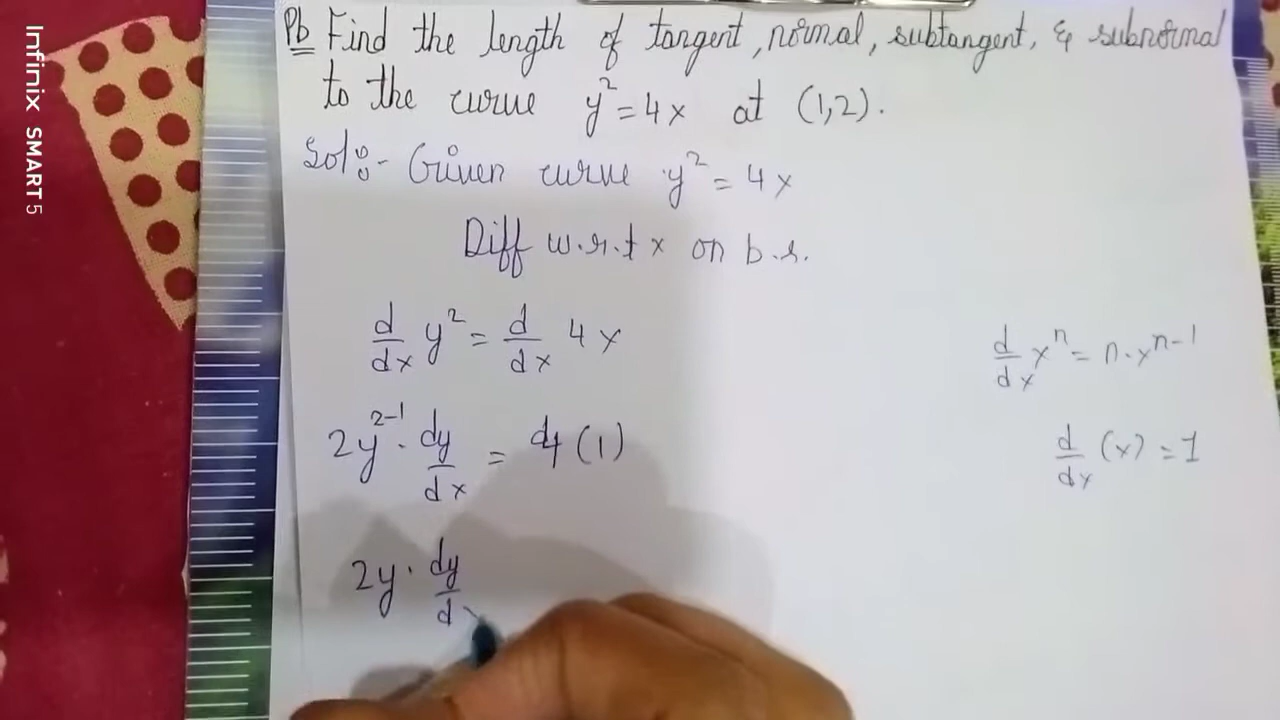 Pb Find the length of tangent, normal, subtangent, & subnormal
to the curve y² = 4x at (1,2).
Sol:- Given curve y² = 4x
Diff w.r.t x on b.s.
d/dx y² = d/dx 4x
d/dx xⁿ = n·xⁿ⁻¹
2y²⁻¹ · dy/dx = 4(1)
d/dx (x) = 1
2y · dy/dx
Infinix SMART 5